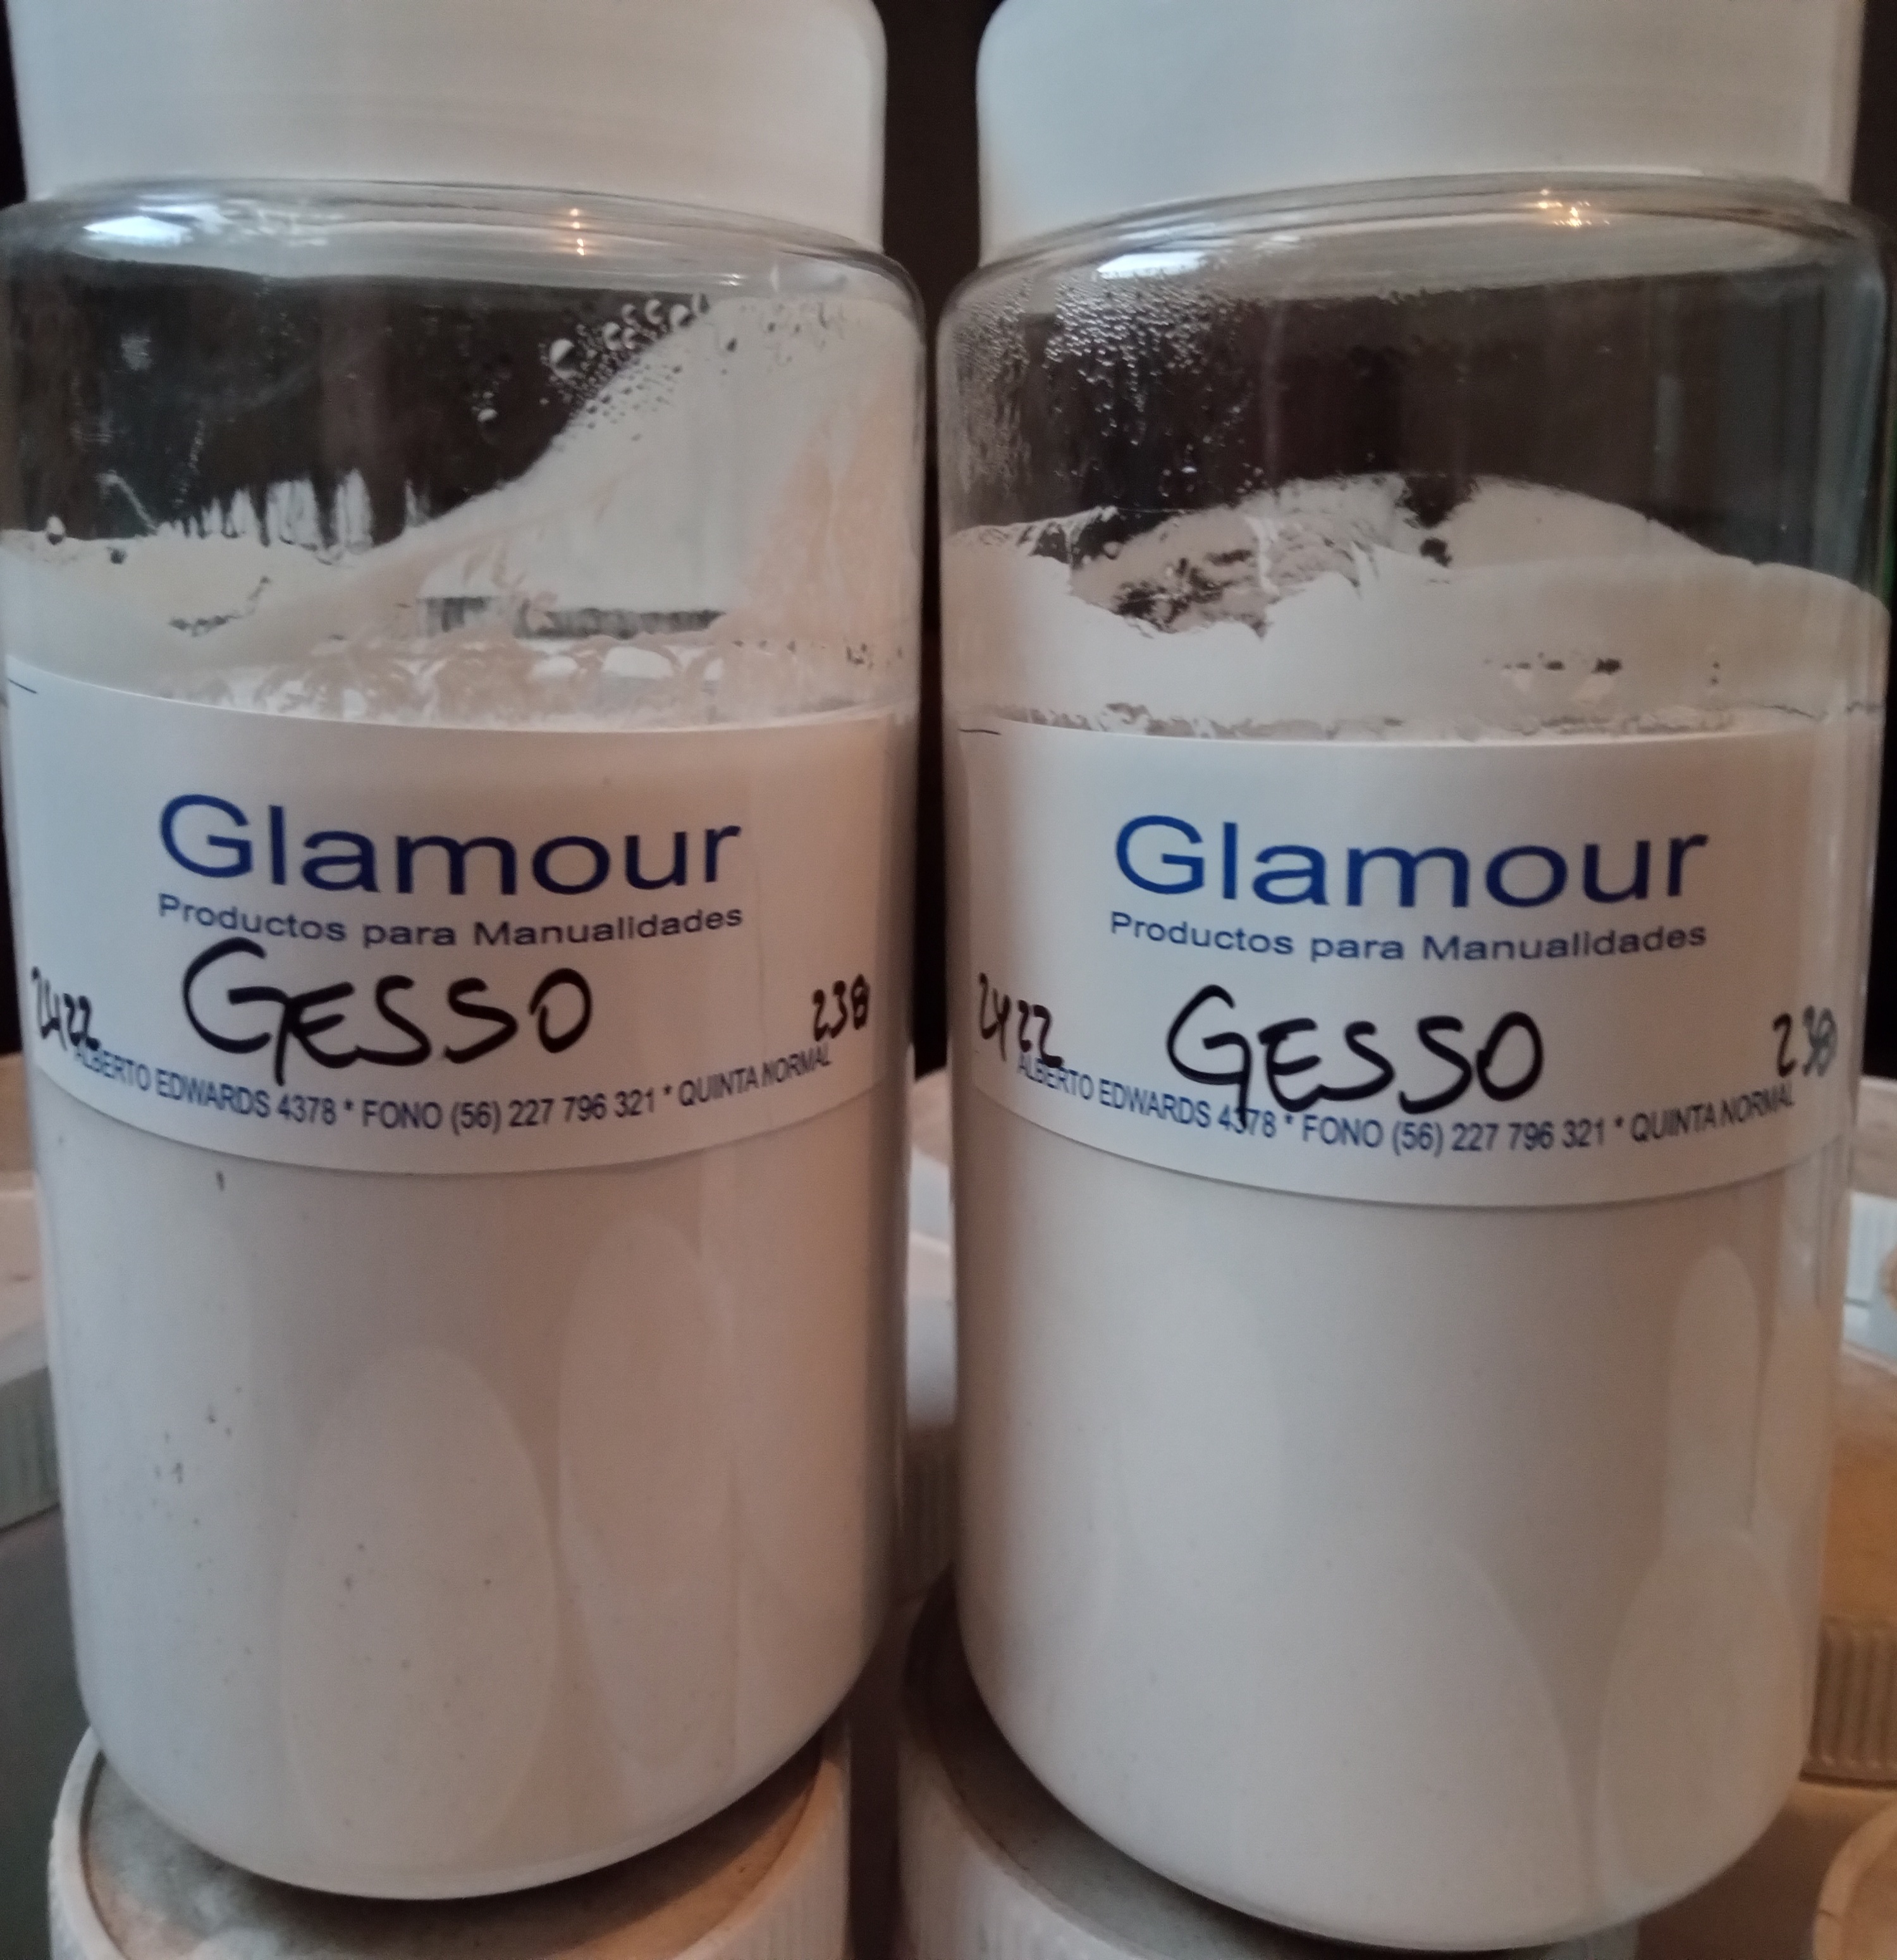 Glamour
Productos para Manualidades
2422 GESSO 238
ALBERTO EDWARDS 4378 * FONO (56) 227 796 321 * QUINTA NORMAL
Glamour
Productos para Manualidades
2422 GESSO 238
ALBERTO EDWARDS 4378 * FONO (56) 227 796 321 * QUINTA NORMAL